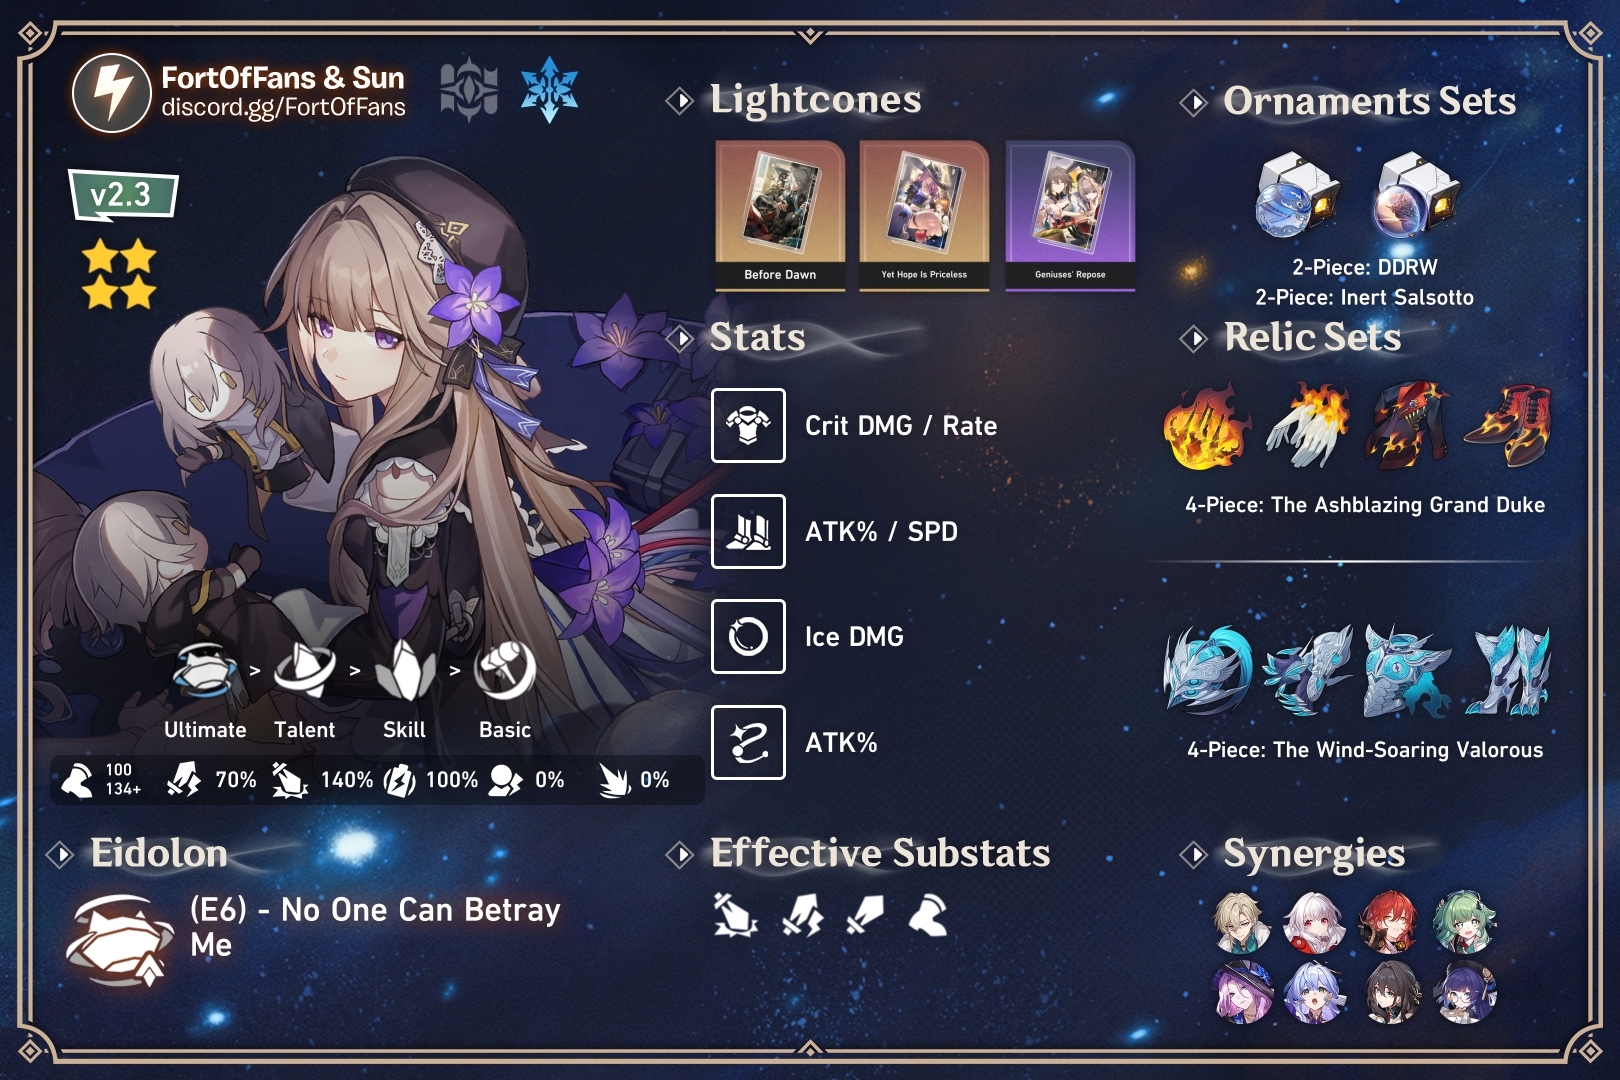 FortOfFans & Sun
discord.gg/FortOfFans
v2.3
Ultimate > Talent > Skill > Basic
100
134+
70% 140% 100% 0% 0%
Eidolon
(E6) - No One Can Betray
Me
Lightcones
Before Dawn
Yet Hope Is Priceless
Geniuses' Repose
Stats
Crit DMG / Rate
ATK% / SPD
Ice DMG
ATK%
Effective Substats
Ornaments Sets
2-Piece: DDRW
2-Piece: Inert Salsotto
Relic Sets
4-Piece: The Ashblazing Grand Duke
4-Piece: The Wind-Soaring Valorous
Synergies